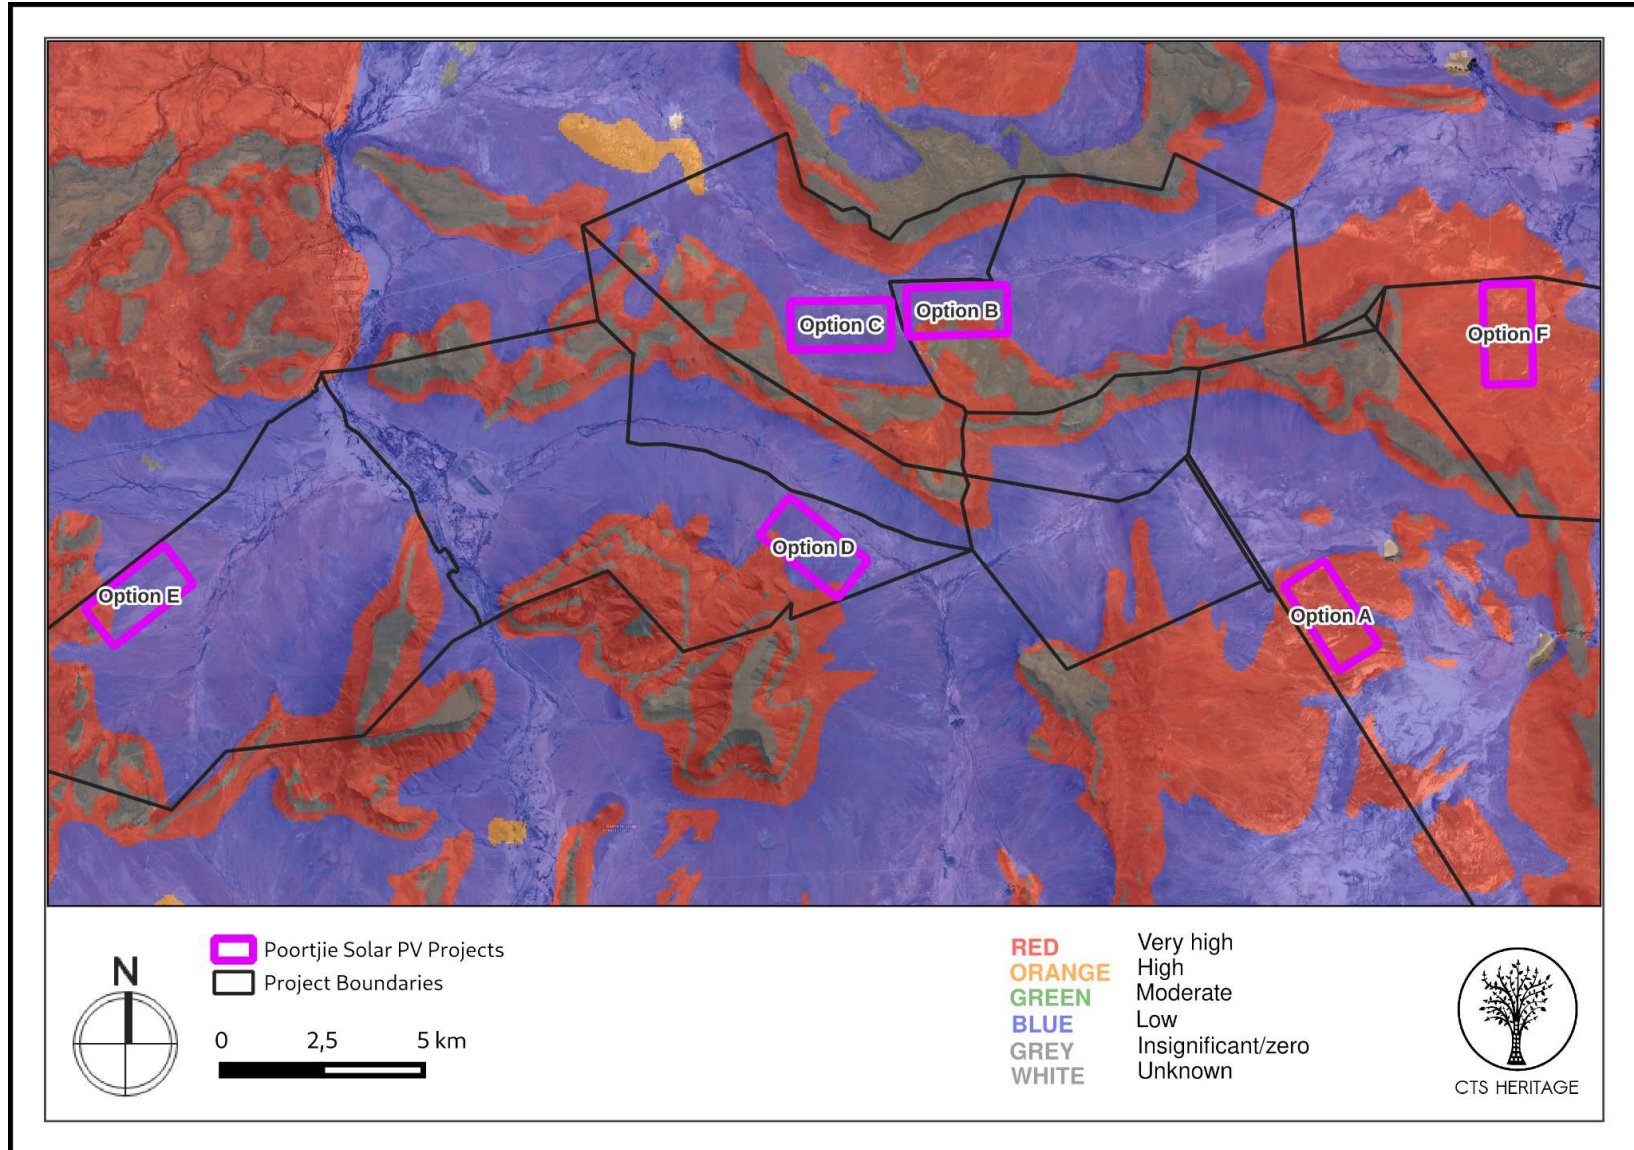 Option C
Option B
Option F
Option D
Option E
Option A
N
Poortjie Solar PV Projects
Project Boundaries
0 2,5 5 km
RED Very high
ORANGE High
GREEN Moderate
BLUE Low
GREY Insignificant/zero
WHITE Unknown
CTS HERITAGE